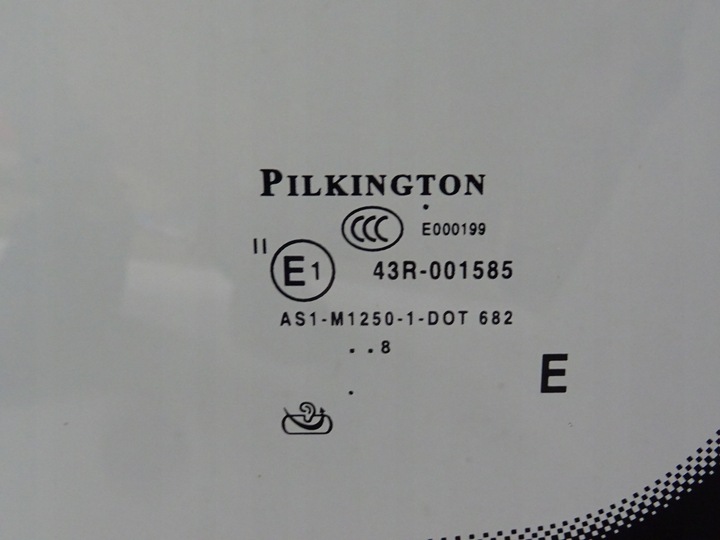 PILKINGTON
CCC E000199
II E1 43R-001585
AS1-M1250-1-DOT 682
. . 8
E